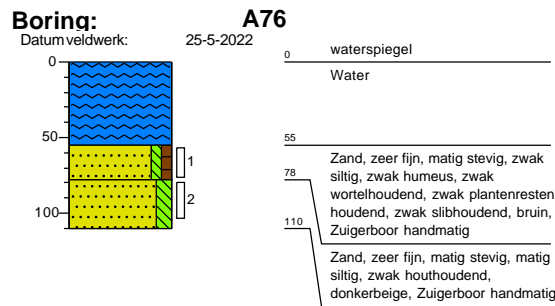 Boring: A76
Datum veldwerk: 25-5-2022
0
50
100
1
2
0 waterspiegel
Water
55
Zand, zeer fijn, matig stevig, zwak
siltig, zwak humeus, zwak
wortelhoudend, zwak plantenresten
houdend, zwak slibhoudend, bruin,
Zuigerboor handmatig
78
Zand, zeer fijn, matig stevig, matig
siltig, zwak houthoudend,
donkerbeige, Zuigerboor handmatig
110